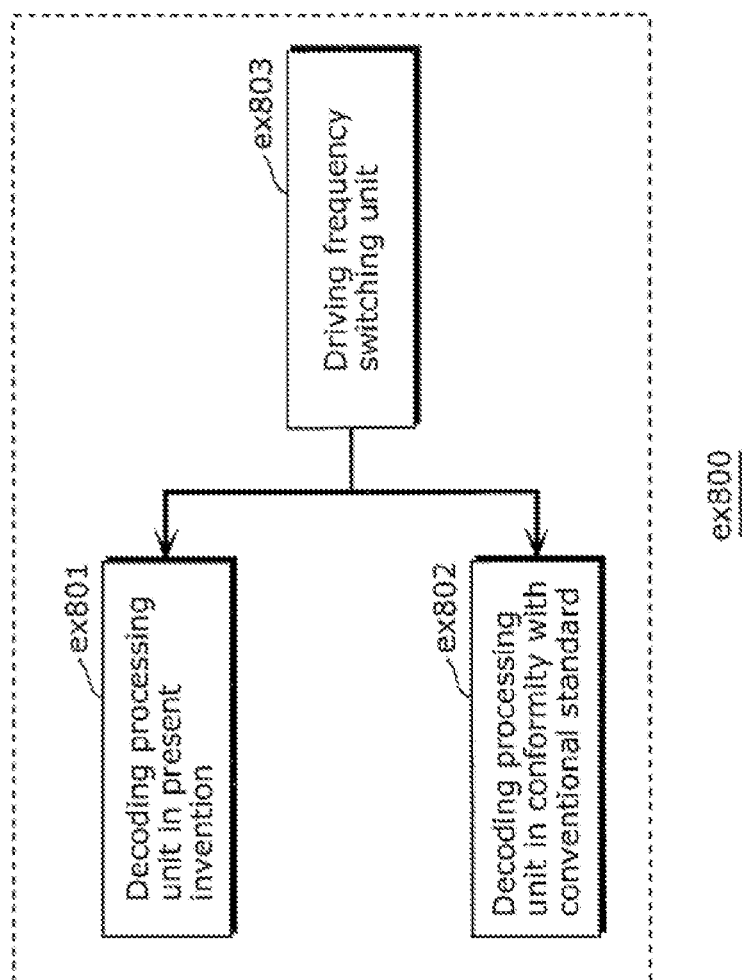 ex801
Decoding processing
unit in present
invention
ex803
Driving frequency
switching unit
ex802
Decoding processing
unit in conformity with
conventional standard
ex800